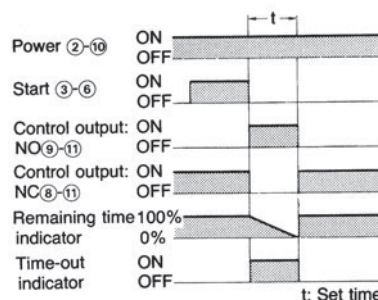 t
Power ②-⑩ ON
OFF
Start ③-⑥ ON
OFF
Control output: ON
NO⑨-⑪ OFF
Control output: ON
NC⑧-⑪ OFF
Remaining time 100%
indicator 0%
Time-out ON
indicator OFF
t: Set time